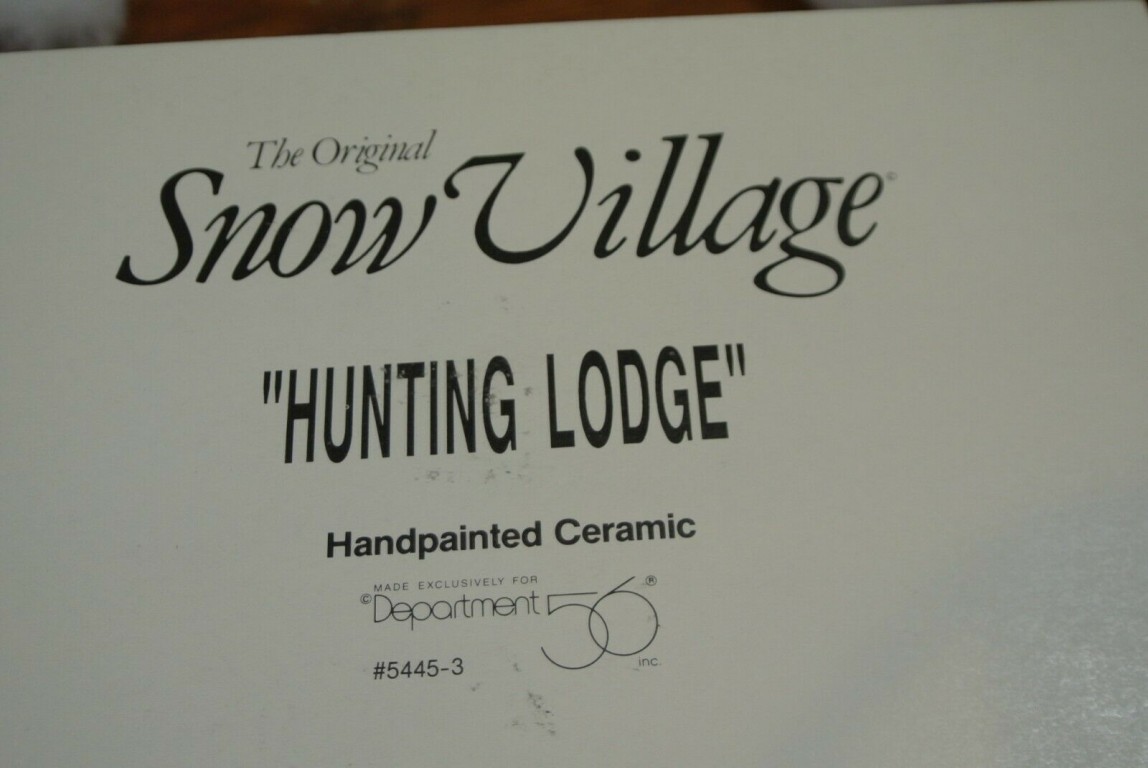 The Original
Snow Village©
"HUNTING LODGE"
Handpainted Ceramic
MADE EXCLUSIVELY FOR
©Department 56®
inc.
#5445-3